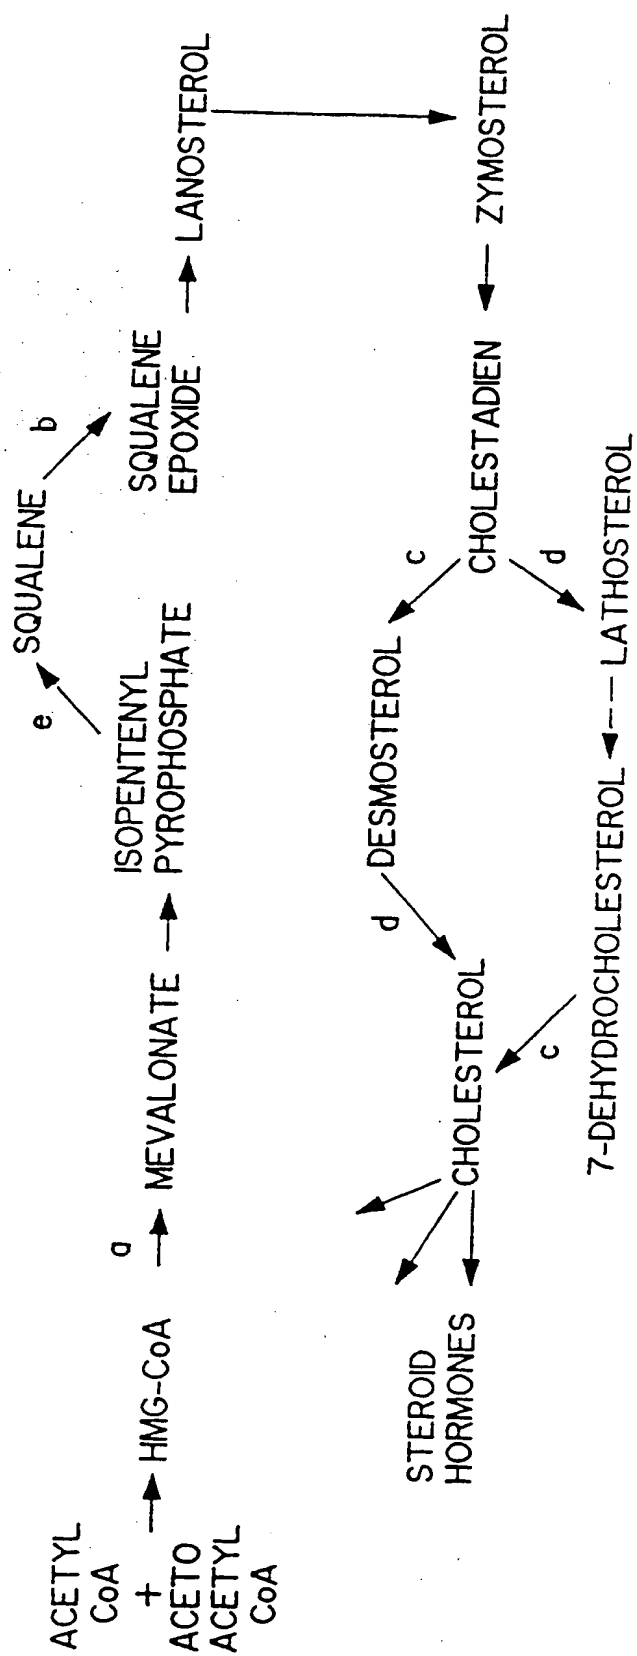 ACETYL
CoA
+
ACETO
ACETYL
CoA
HMG-CoA
a
MEVALONATE
ISOPENTENYL
PYROPHOSPHATE
e
SQUALENE
b
SQUALENE
EPOXIDE
LANOSTEROL
ZYMOSTEROL
CHOLESTADIEN
c
d
DESMOSTEROL
LATHOSTEROL
d
7-DEHYDROCHOLESTEROL
c
CHOLESTEROL
STEROID
HORMONES